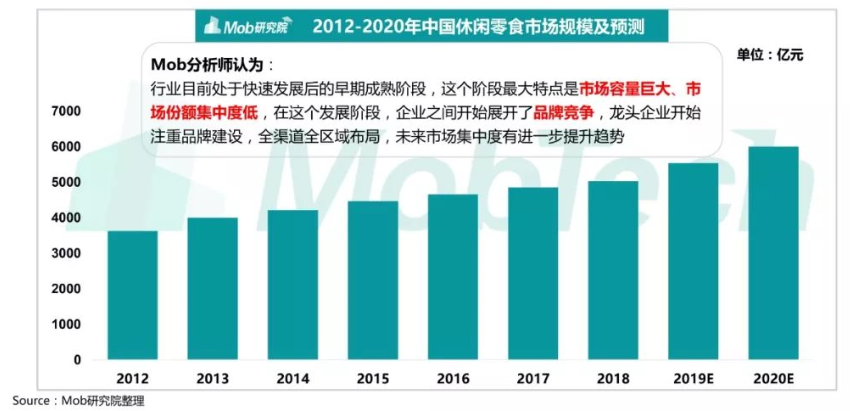 Mob研究院
2012-2020年中国休闲零食市场规模及预测
单位：亿元
Mob分析师认为：
行业目前处于快速发展后的早期成熟阶段，这个阶段最大特点是市场容量巨大、市
场份额集中度低，在这个发展阶段，企业之间开始展开了品牌竞争，龙头企业开始
注重品牌建设，全渠道全区域布局，未来市场集中度有进一步提升趋势
7000
6000
5000
4000
3000
2000
1000
0
MobTech
2012
2013
2014
2015
2016
2017
2018
2019E
2020E
Source：Mob研究院整理